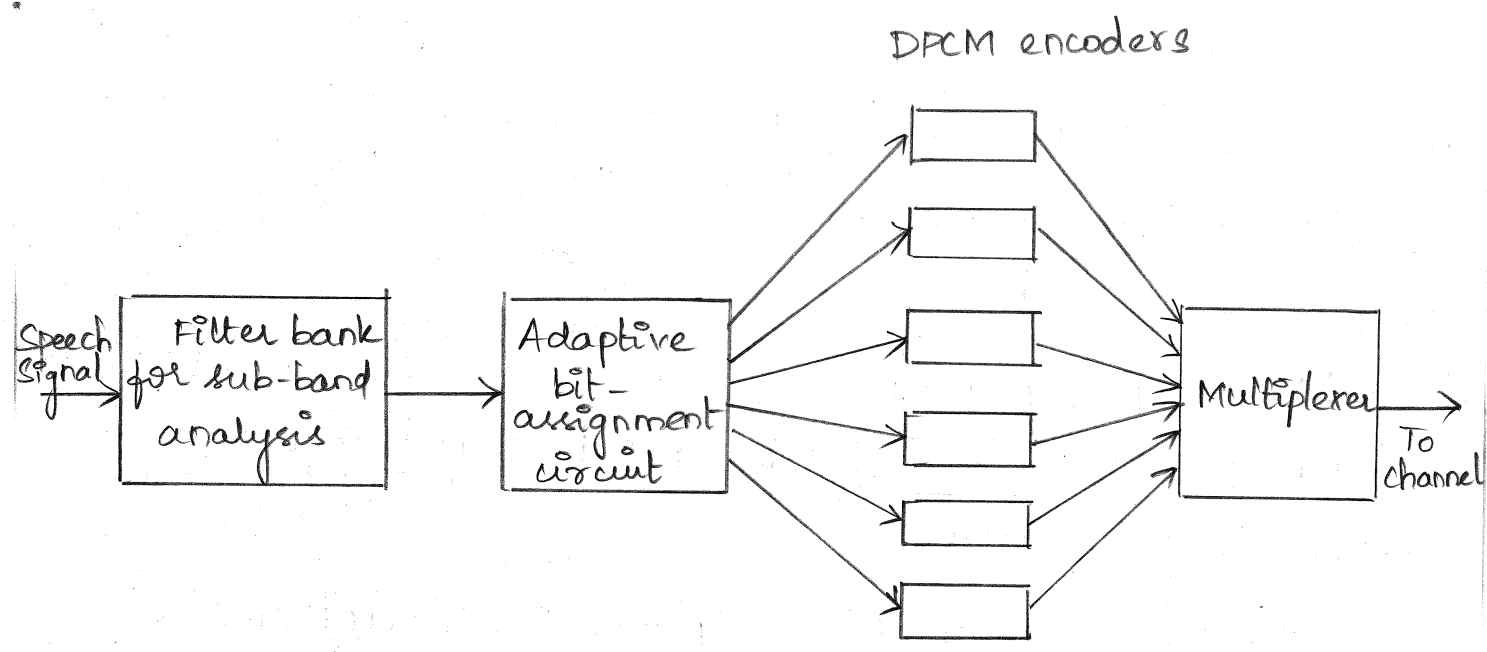 DPCM encoders
Speech
Signal
Filter bank
for sub-band
analysis
Adaptive
bit-
assignment
circuit
Multiplexer
To
channel